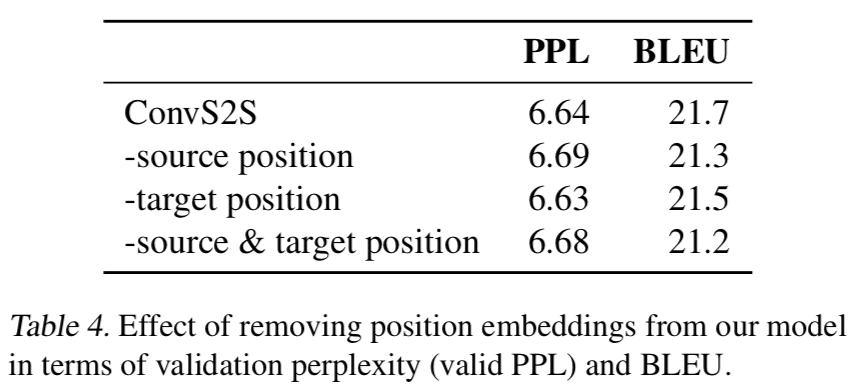 PPL BLEU
ConvS2S 6.64 21.7
-source position 6.69 21.3
-target position 6.63 21.5
-source & target position 6.68 21.2
Table 4. Effect of removing position embeddings from our model
in terms of validation perplexity (valid PPL) and BLEU.